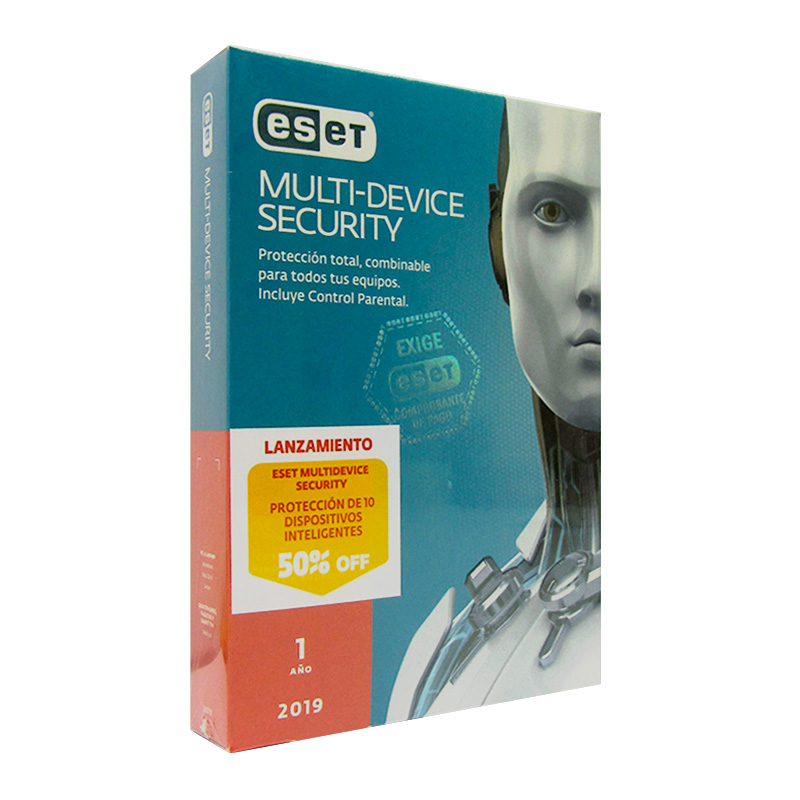 eset®
MULTI-DEVICE
SECURITY
Protección total, combinable
para todos tus equipos.
Incluye Control Parental.
EXIGE
eset
COMPROBANTE
DE PAGO
LANZAMIENTO
ESET MULTIDEVICE
SECURITY
PROTECCIÓN DE 10
DISPOSITIVOS
INTELIGENTES
50% OFF
1
AÑO
2019
eset
MULTI-DEVICE SECURITY